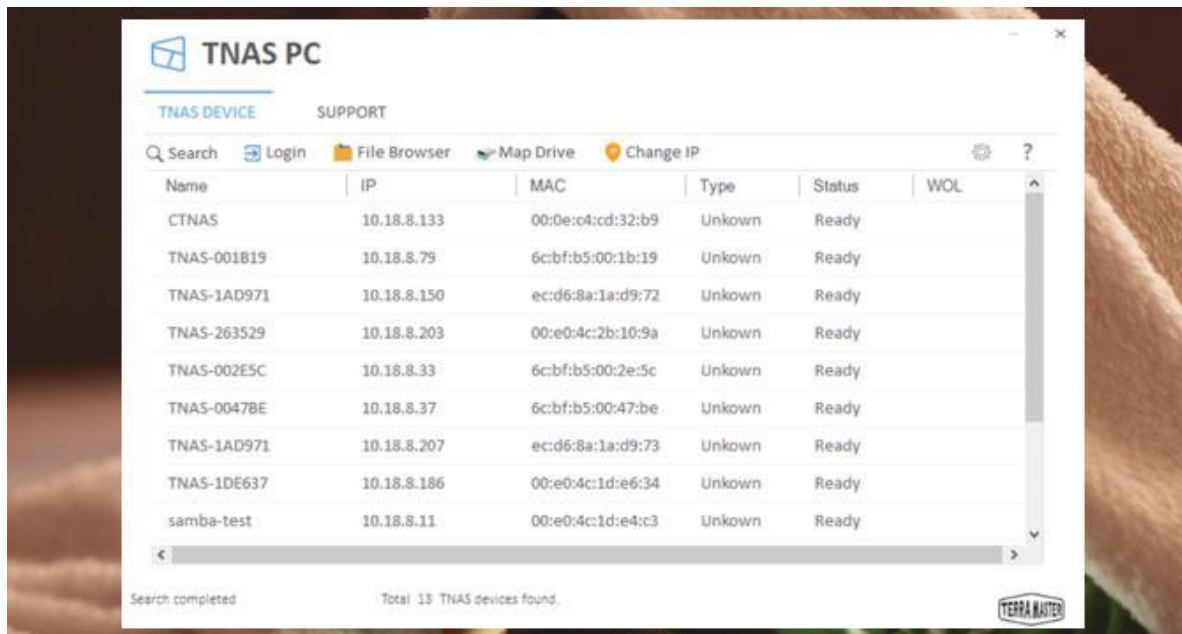 TNAS PC
TNAS DEVICE SUPPORT
Search Login File Browser Map Drive Change IP ?
Name IP MAC Type Status WOL
CTNAS 10.18.8.133 00:0e:c4:cd:32:b9 Unkown Ready
TNAS-001B19 10.18.8.79 6c:bf:b5:00:1b:19 Unkown Ready
TNAS-1AD971 10.18.8.150 ec:d6:8a:1a:d9:72 Unkown Ready
TNAS-263529 10.18.8.203 00:e0:4c:2b:10:9a Unkown Ready
TNAS-002E5C 10.18.8.33 6c:bf:b5:00:2e:5c Unkown Ready
TNAS-0047BE 10.18.8.37 6c:bf:b5:00:47:be Unkown Ready
TNAS-1AD971 10.18.8.207 ec:d6:8a:1a:d9:73 Unkown Ready
TNAS-1DE637 10.18.8.186 00:e0:4c:1d:e6:34 Unkown Ready
samba-test 10.18.8.11 00:e0:4c:1d:e4:c3 Unkown Ready
Search completed Total 13 TNAS devices found.
TERRA MASTER